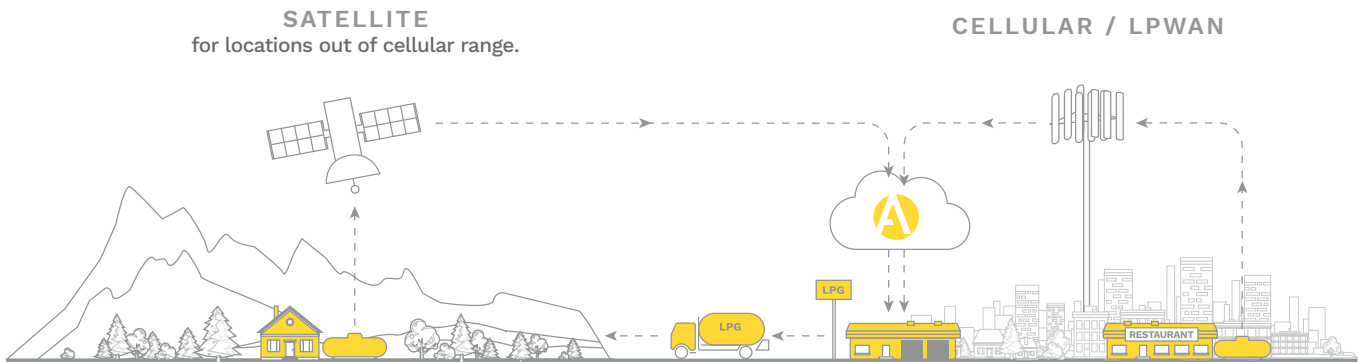 SATELLITE
for locations out of cellular range.
CELLULAR / LPWAN
A
LPG
LPG
RESTAURANT